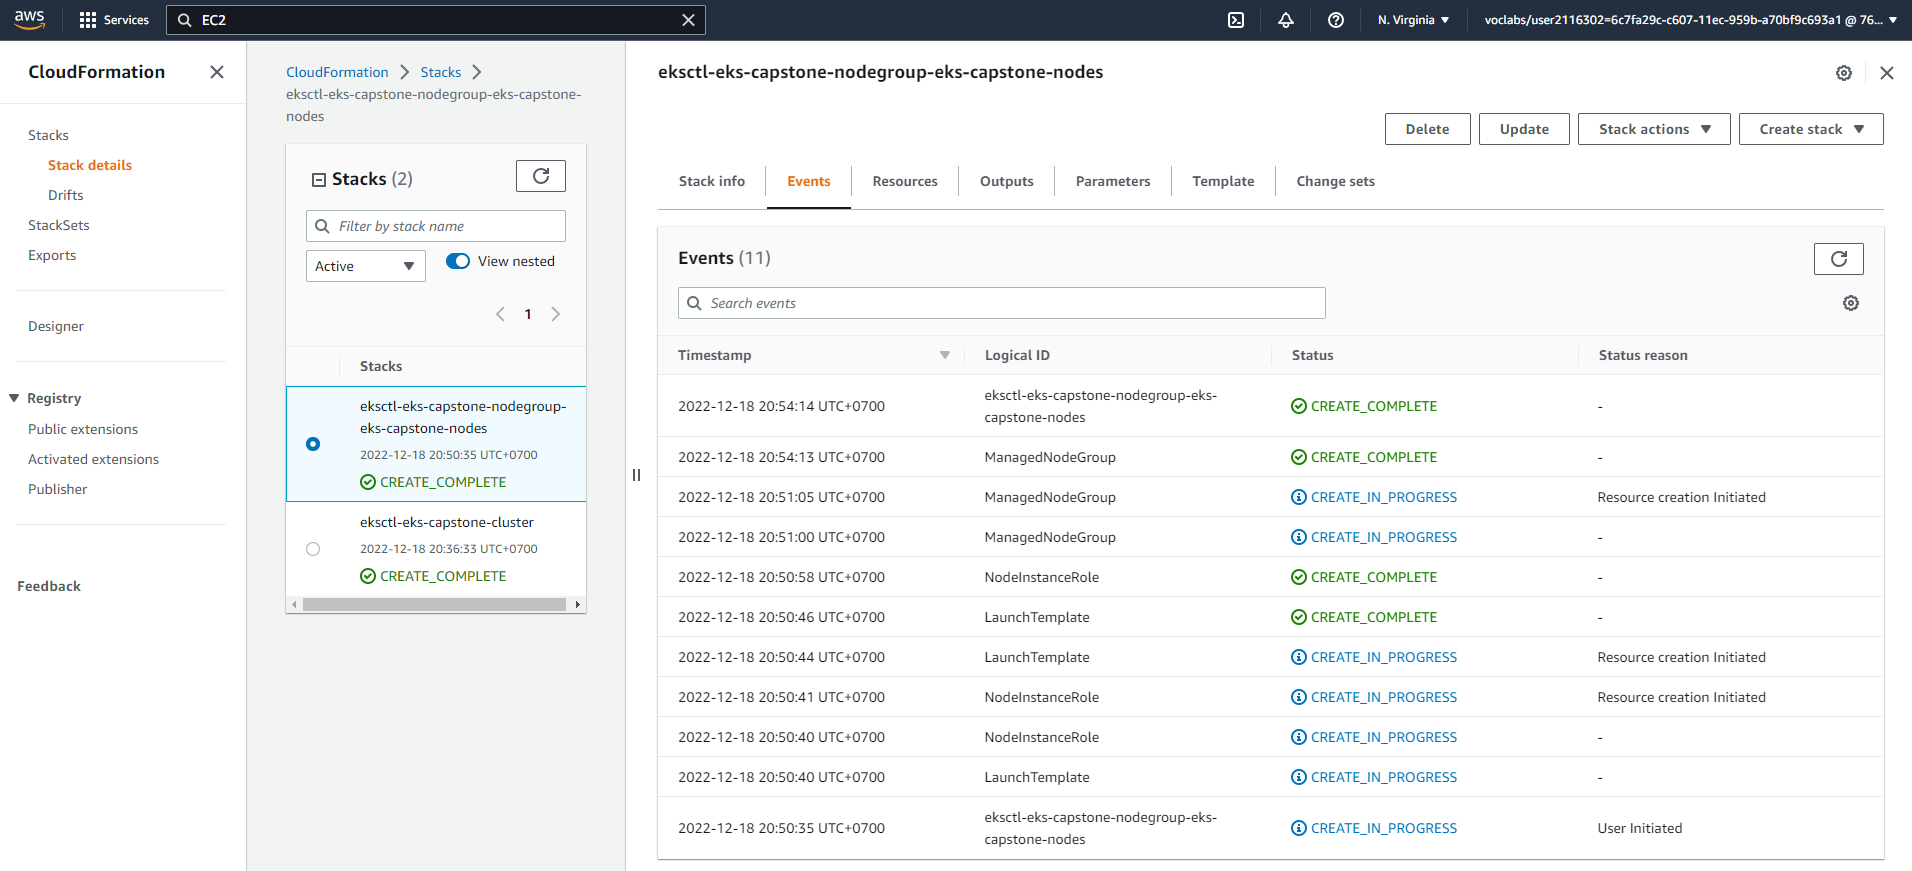 aws
Services
EC2
N. Virginia
voclabs/user2116302=6c7fa29c-c607-11ec-959b-a70bf9c693a1 @ 76...
CloudFormation
Stacks
Stack details
Drifts
StackSets
Exports
Designer
Registry
Public extensions
Activated extensions
Publisher
Feedback
CloudFormation
Stacks
eksctl-eks-capstone-nodegroup-eks-capstone-
nodes
Stacks (2)
Filter by stack name
Active
View nested
1
Stacks
eksctl-eks-capstone-nodegroup-
eks-capstone-nodes
2022-12-18 20:50:35 UTC+0700
CREATE_COMPLETE
eksctl-eks-capstone-cluster
2022-12-18 20:36:33 UTC+0700
CREATE_COMPLETE
eksctl-eks-capstone-nodegroup-eks-capstone-nodes
Delete
Update
Stack actions
Create stack
Stack info
Events
Resources
Outputs
Parameters
Template
Change sets
Events (11)
Search events
Timestamp Logical ID Status Status reason
2022-12-18 20:54:14 UTC+0700 eksctl-eks-capstone-nodegroup-eks- CREATE_COMPLETE -
capstone-nodes
2022-12-18 20:54:13 UTC+0700 ManagedNodeGroup CREATE_COMPLETE -
2022-12-18 20:51:05 UTC+0700 ManagedNodeGroup CREATE_IN_PROGRESS Resource creation Initiated
2022-12-18 20:51:00 UTC+0700 ManagedNodeGroup CREATE_IN_PROGRESS -
2022-12-18 20:50:58 UTC+0700 NodeInstanceRole CREATE_COMPLETE -
2022-12-18 20:50:46 UTC+0700 LaunchTemplate CREATE_COMPLETE -
2022-12-18 20:50:44 UTC+0700 LaunchTemplate CREATE_IN_PROGRESS Resource creation Initiated
2022-12-18 20:50:41 UTC+0700 NodeInstanceRole CREATE_IN_PROGRESS Resource creation Initiated
2022-12-18 20:50:40 UTC+0700 NodeInstanceRole CREATE_IN_PROGRESS -
2022-12-18 20:50:40 UTC+0700 LaunchTemplate CREATE_IN_PROGRESS -
2022-12-18 20:50:35 UTC+0700 eksctl-eks-capstone-nodegroup-eks- CREATE_IN_PROGRESS User Initiated
capstone-nodes